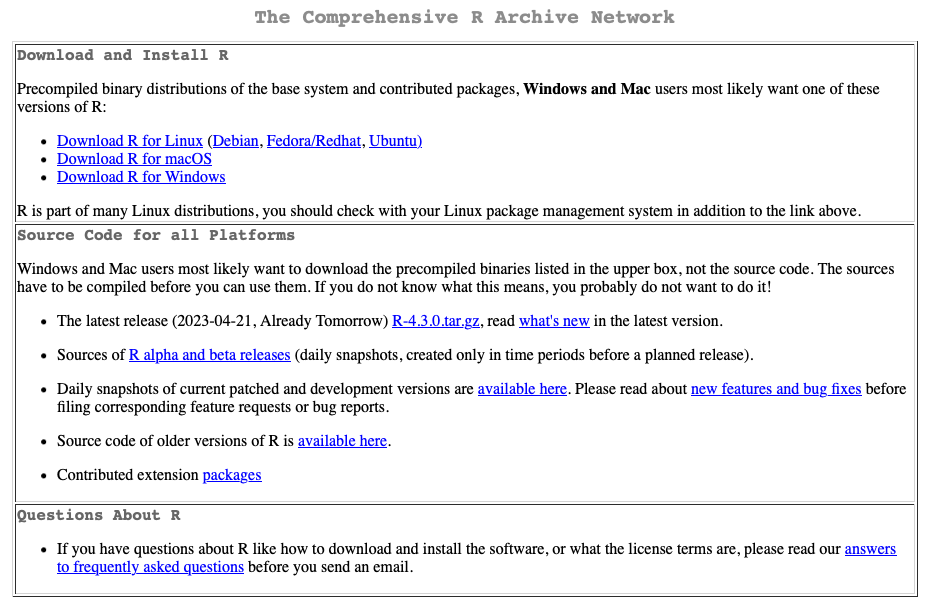 The Comprehensive R Archive Network
Download and Install R
Precompiled binary distributions of the base system and contributed packages, Windows and Mac users most likely want one of these
versions of R:
• Download R for Linux (Debian, Fedora/Redhat, Ubuntu)
• Download R for macOS
• Download R for Windows
R is part of many Linux distributions, you should check with your Linux package management system in addition to the link above.
Source Code for all Platforms
Windows and Mac users most likely want to download the precompiled binaries listed in the upper box, not the source code. The sources
have to be compiled before you can use them. If you do not know what this means, you probably do not want to do it!
• The latest release (2023-04-21, Already Tomorrow) R-4.3.0.tar.gz, read what's new in the latest version.
• Sources of R alpha and beta releases (daily snapshots, created only in time periods before a planned release).
• Daily snapshots of current patched and development versions are available here. Please read about new features and bug fixes before
filing corresponding feature requests or bug reports.
• Source code of older versions of R is available here.
• Contributed extension packages
Questions About R
• If you have questions about R like how to download and install the software, or what the license terms are, please read our answers
to frequently asked questions before you send an email.